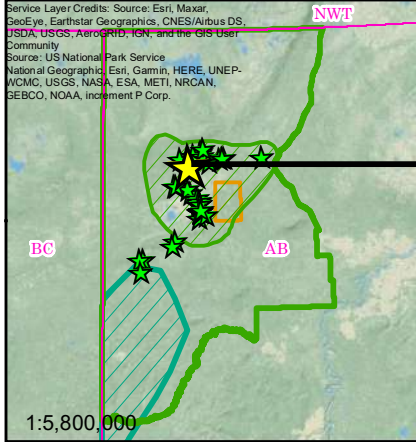 Service Layer Credits: Source: Esri, Maxar,
GeoEye, Earthstar Geographics, CNES/Airbus DS,
USDA, USGS, AeroGRID, IGN, and the GIS User
Community
Source: US National Park Service
National Geographic, Esri, Garmin, HERE, UNEP-
WCMC, USGS, NASA, ESA, METI, NRCAN,
GEBCO, NOAA, increment P Corp.
NWT
BC
AB
1:5,800,000